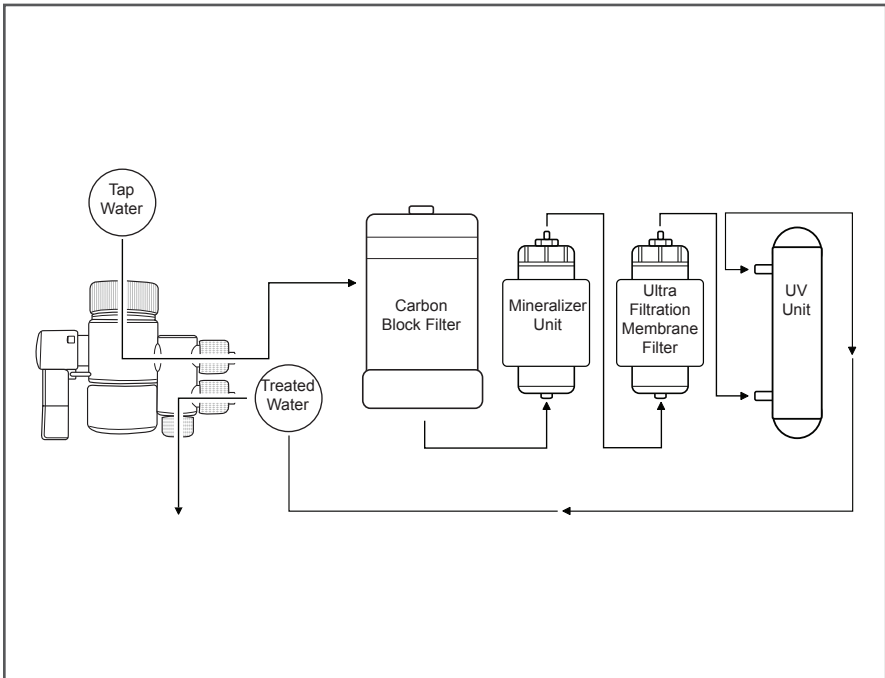 Tap
Water
Carbon
Block Filter
Mineralizer
Unit
Ultra
Filtration
Membrane
Filter
UV
Unit
Treated
Water